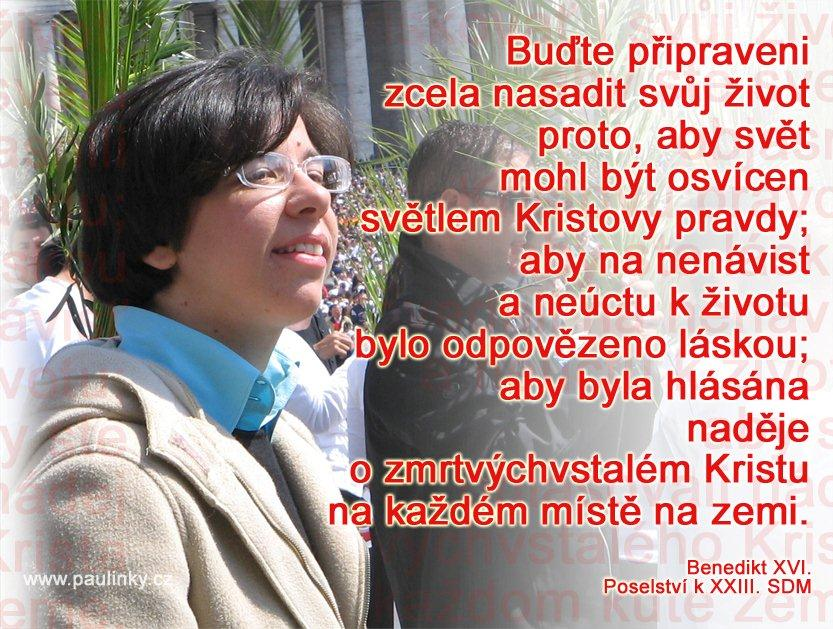 Buďte připraveni
zcela nasadit svůj život
proto, aby svět
mohl být osvícen
světlem Kristovy pravdy;
aby na nenávist
a neúctu k životu
bylo odpovězeno láskou;
aby byla hlásána
naděje
o zmrtvýchvstalém Kristu
na každém místě na zemi.
Benedikt XVI.
Poselství k XXIII. SDM
www.paulinky.cz